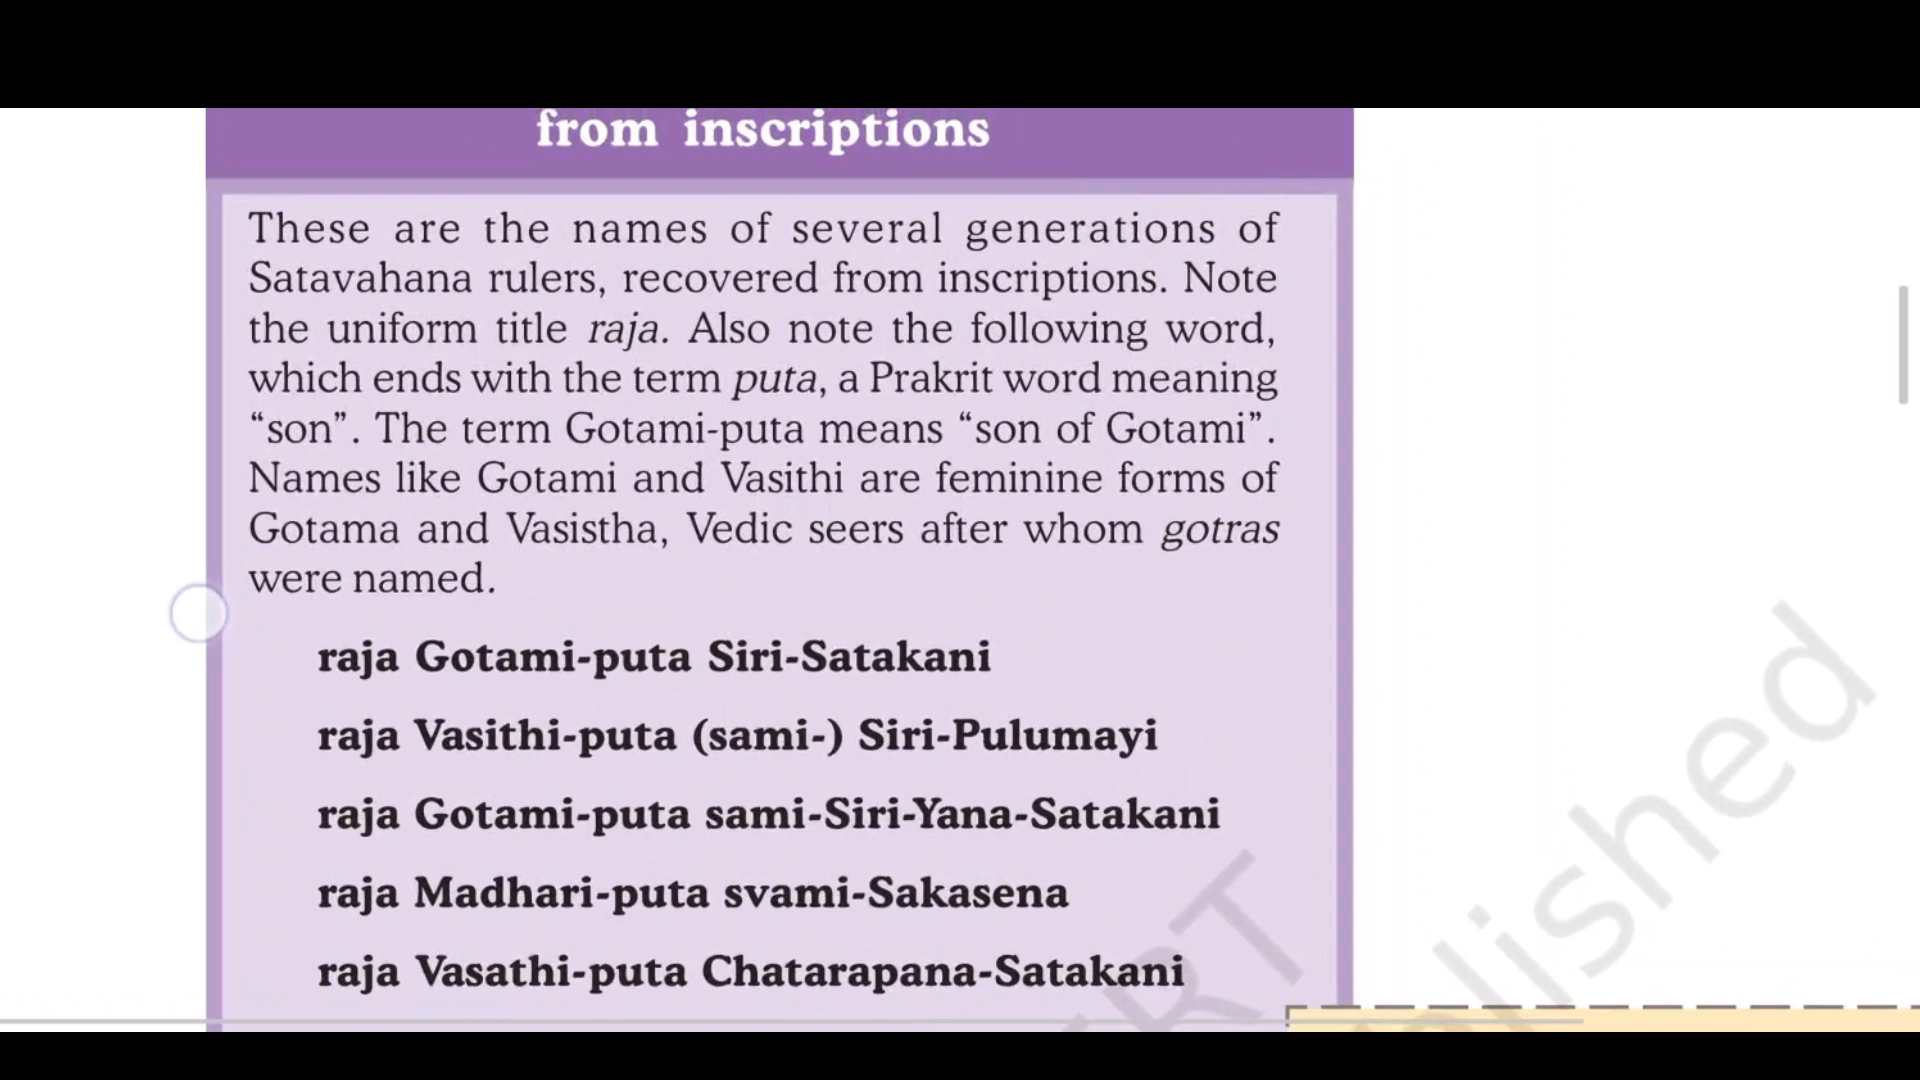 from inscriptions
These are the names of several generations of
Satavahana rulers, recovered from inscriptions. Note
the uniform title raja. Also note the following word,
which ends with the term puta, a Prakrit word meaning
“son”. The term Gotami-puta means “son of Gotami”.
Names like Gotami and Vasithi are feminine forms of
Gotama and Vasistha, Vedic seers after whom gotras
were named.
raja Gotami-puta Siri-Satakani
raja Vasithi-puta (sami-) Siri-Pulumayi
raja Gotami-puta sami-Siri-Yana-Satakani
raja Madhari-puta svami-Sakasena
raja Vasathi-puta Chatarapana-Satakani